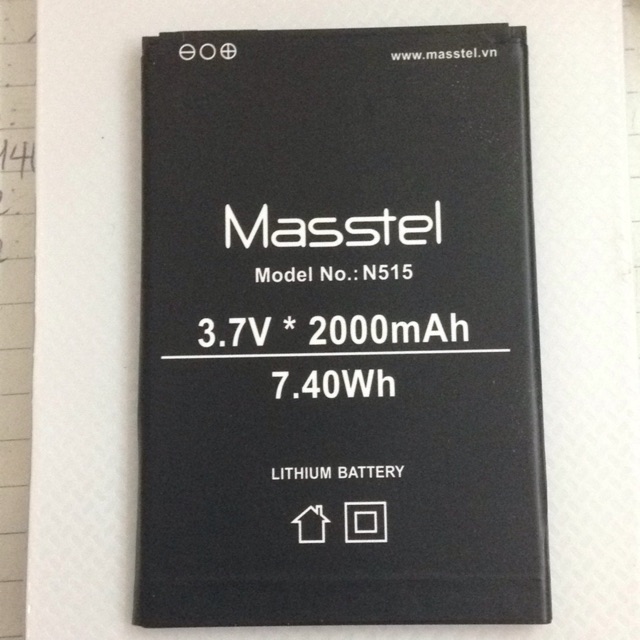 www.masstel.vn
Masstel
Model No.: N515
3.7V * 2000mAh
7.40Wh
LITHIUM BATTERY